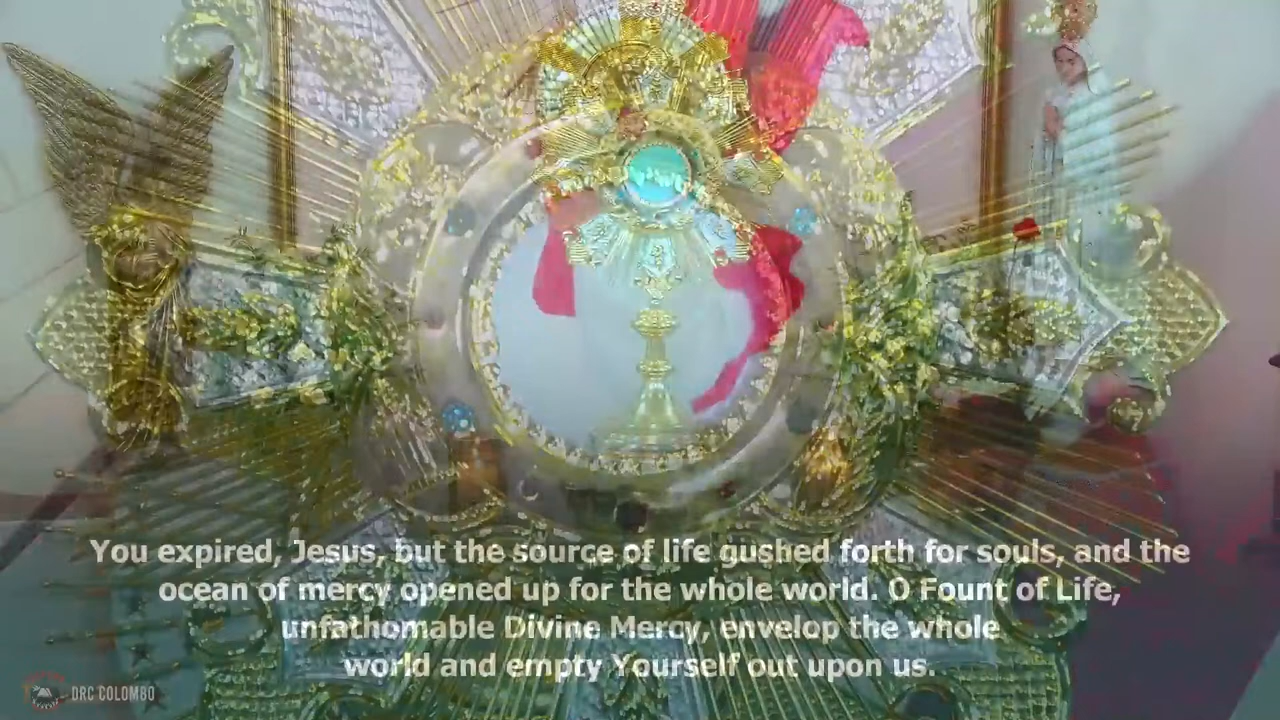 You expired, Jesus, but the source of life gushed forth for souls, and the
ocean of mercy opened up for the whole world. O Fount of Life,
unfathomable Divine Mercy, envelop the whole
world and empty Yourself out upon us.
DRC COLOMBO